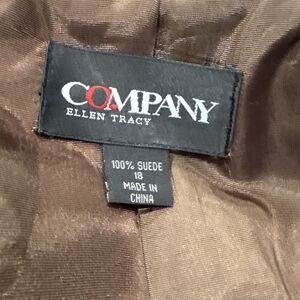 COMPANY
ELLEN TRACY
100% SUEDE
18
MADE IN
CHINA